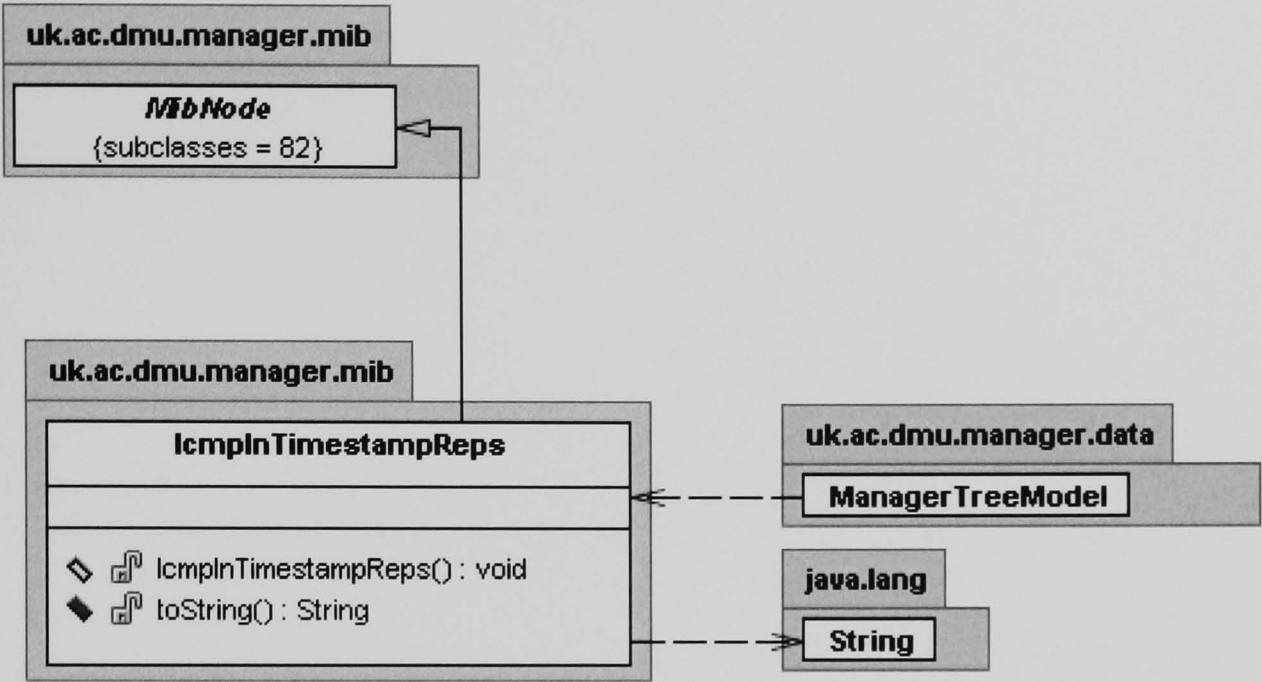 uk.ac.dmu.manager.mib
MibNode
{subclasses = 82}
uk.ac.dmu.manager.mib
IcmpInTimestampReps
IcmpInTimestampReps() : void
toString() : String
uk.ac.dmu.manager.data
ManagerTreeModel
java.lang
String